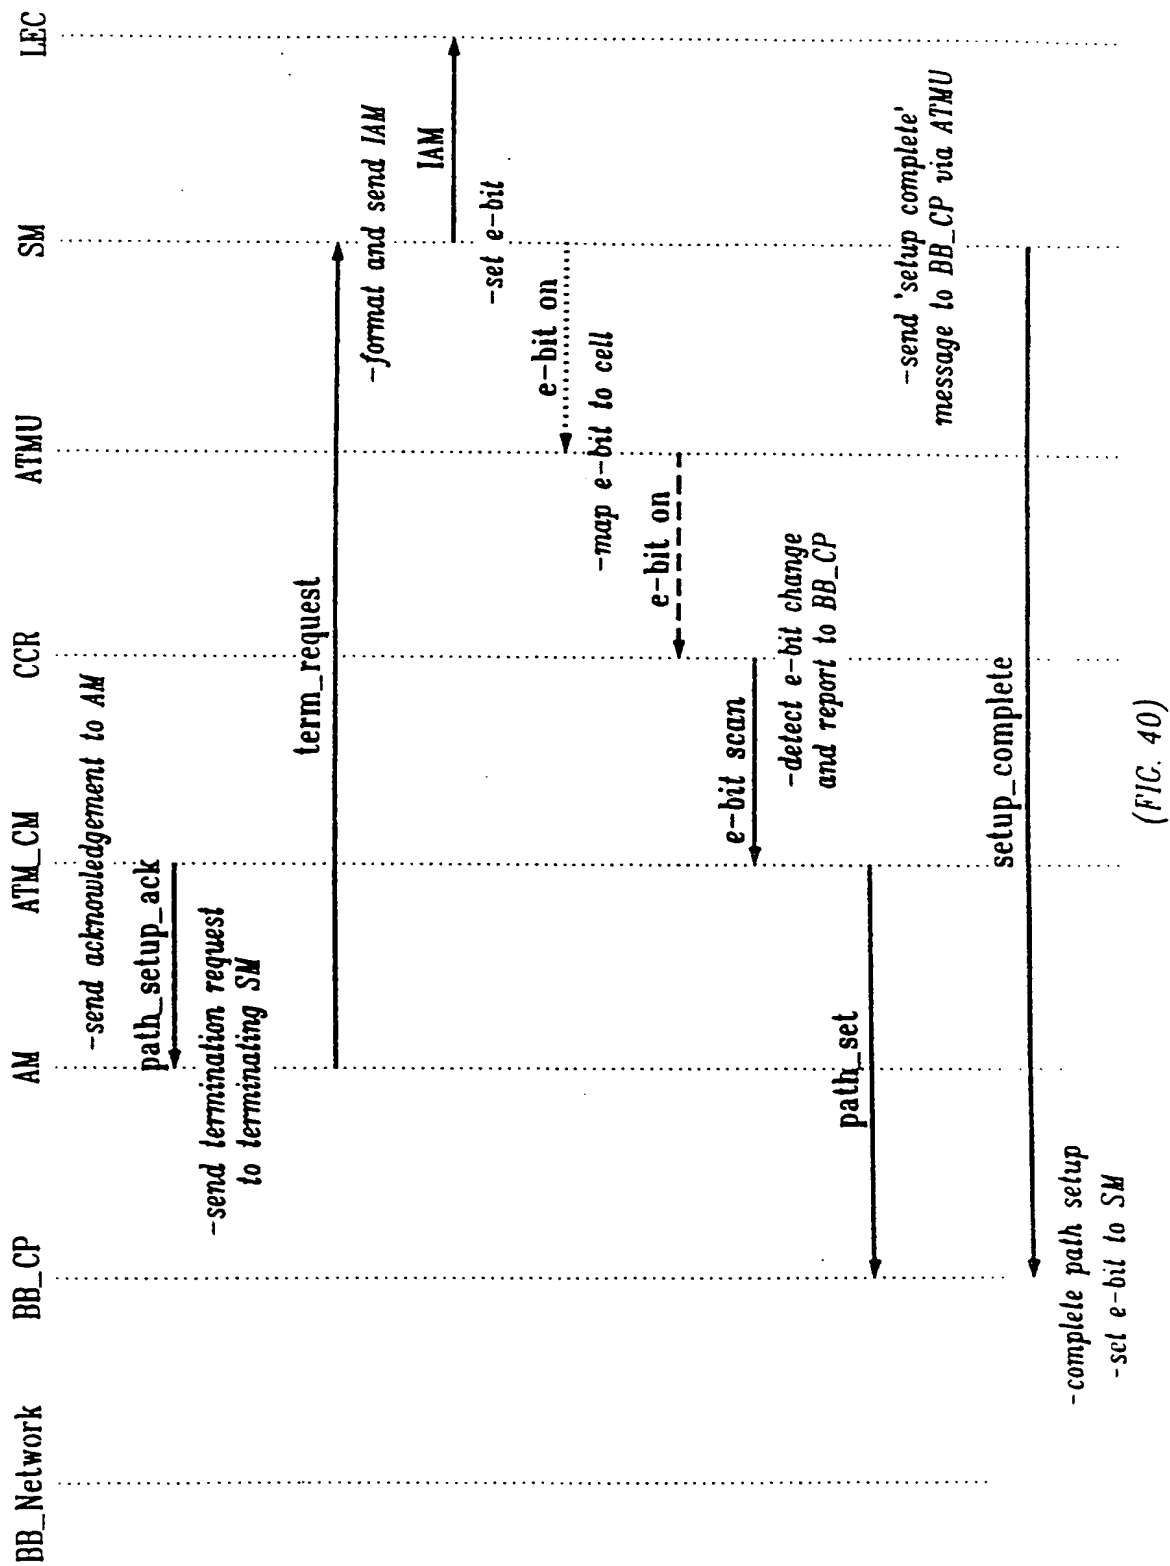 BB_Network
BB_CP
AM
ATM_CM
CCR
ATMU
SM
LEC
-send acknowledgement to AM
path_setup_ack
-send termination request
to terminating SM
term_request
-format and send IAM
IAM
-set e-bit
e-bit on
-map e-bit to cell
e-bit on
e-bit scan
-detect e-bit change
and report to BB_CP
path_set
-send 'setup complete'
message to BB_CP via ATMU
setup_complete
-complete path setup
-set e-bit to SM
(FIG. 40)